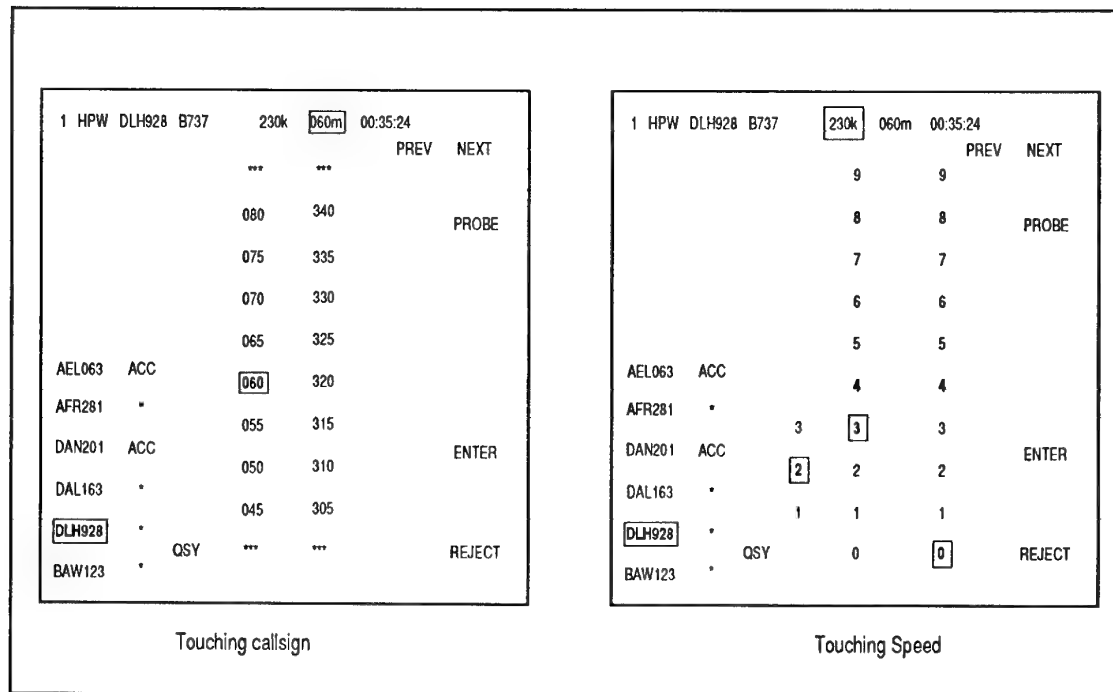 1 HPW DLH928 B737 230k 060m 00:35:24
PREV NEXT
*** ***
080 340
PROBE
075 335
070 330
065 325
AEL063 ACC
060 320
AFR281 *
055 315
DAN201 ACC
ENTER
050 310
DAL163 *
045 305
DLH928 *
QSY *** *** REJECT
BAW123 *
Touching callsign
1 HPW DLH928 B737 230k 060m 00:35:24
PREV NEXT
9 9
8 8
PROBE
7 7
6 6
5 5
AEL063 ACC
4 4
AFR281 *
3 3 3
DAN201 ACC
ENTER
2 2 2
DAL163 *
1 1 1
DLH928 *
QSY 0 0 REJECT
BAW123 *
Touching Speed